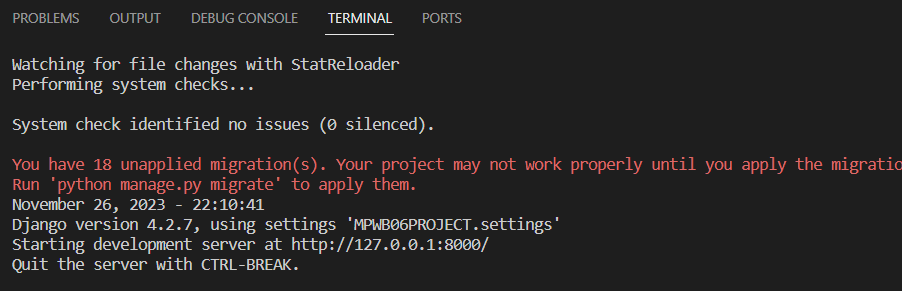 PROBLEMS OUTPUT DEBUG CONSOLE TERMINAL PORTS
Watching for file changes with StatReloader
Performing system checks...
System check identified no issues (0 silenced).
You have 18 unapplied migration(s). Your project may not work properly until you apply the migratio
Run 'python manage.py migrate' to apply them.
November 26, 2023 - 22:10:41
Django version 4.2.7, using settings 'MPWB06PROJECT.settings'
Starting development server at http://127.0.0.1:8000/
Quit the server with CTRL-BREAK.